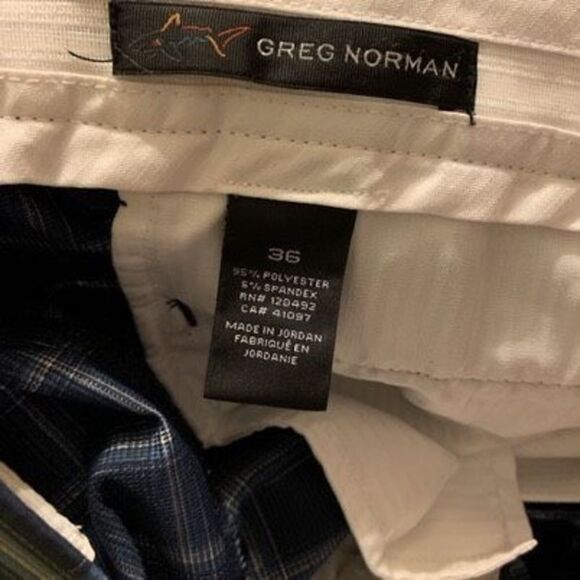 GREG NORMAN
36
95% POLYESTER
5% SPANDEX
RN# 128492
CA# 41097
MADE IN JORDAN
FABRIQUÉ EN
JORDANIE